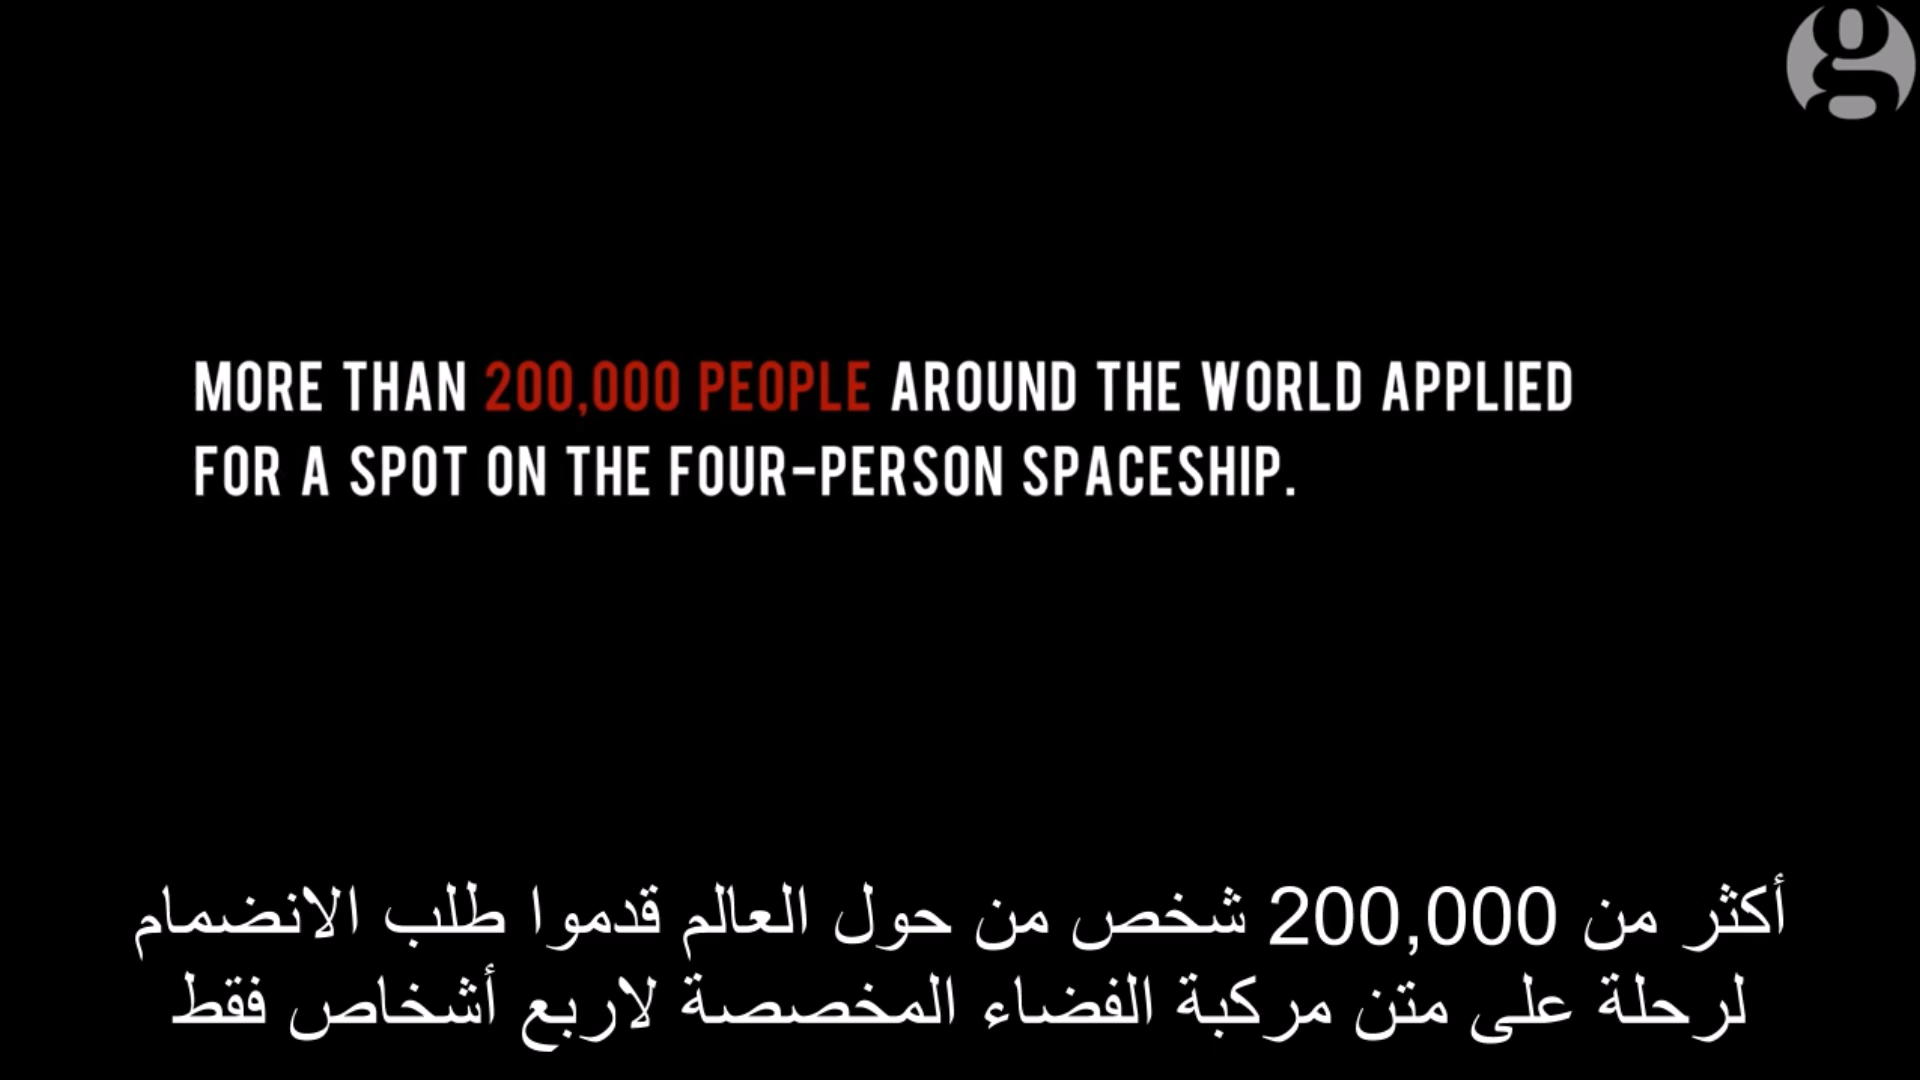 g
MORE THAN 200,000 PEOPLE AROUND THE WORLD APPLIED
FOR A SPOT ON THE FOUR-PERSON SPACESHIP.
أكثر من 200,000 شخص من حول العالم قدموا طلب الانضمام
لرحلة على متن مركبة الفضاء المخصصة لاربع أشخاص فقط